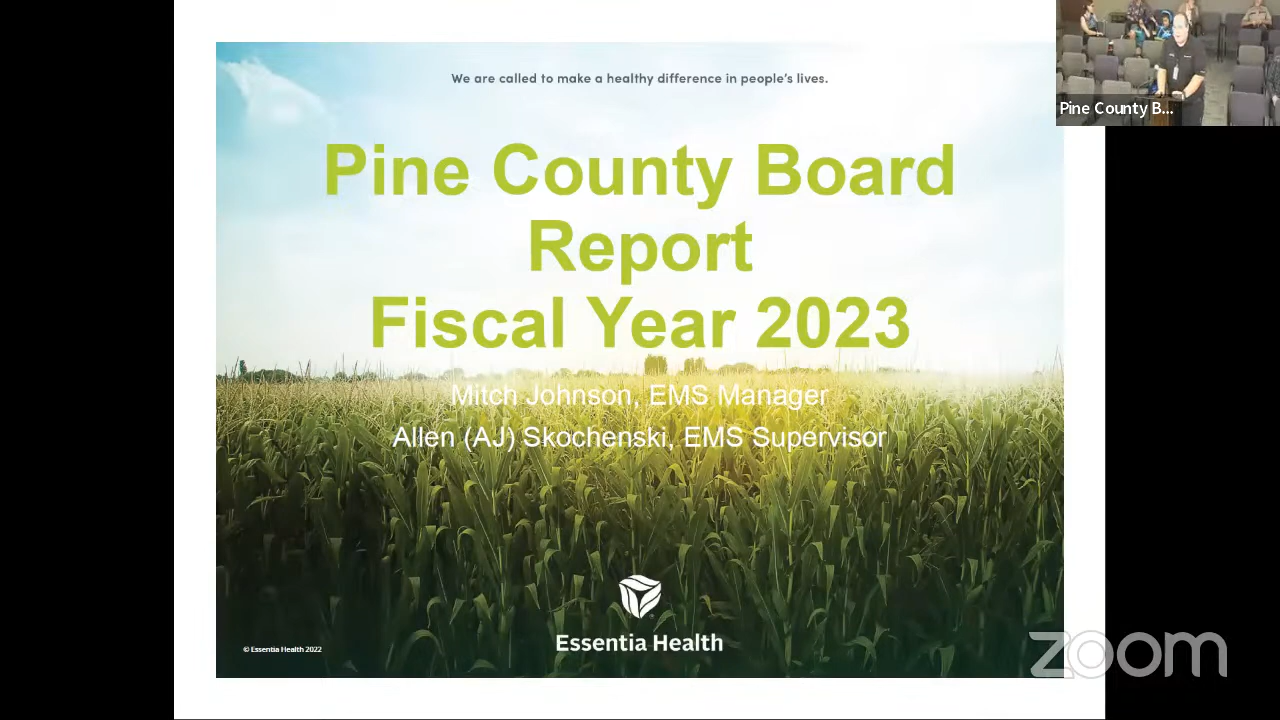 We are called to make a healthy difference in people's lives.
Pine County B...
Pine County Board
Report
Fiscal Year 2023
Mitch Johnson, EMS Manager
Allen (AJ) Skochenski, EMS Supervisor
Essentia Health
© Essentia Health 2022
zoom